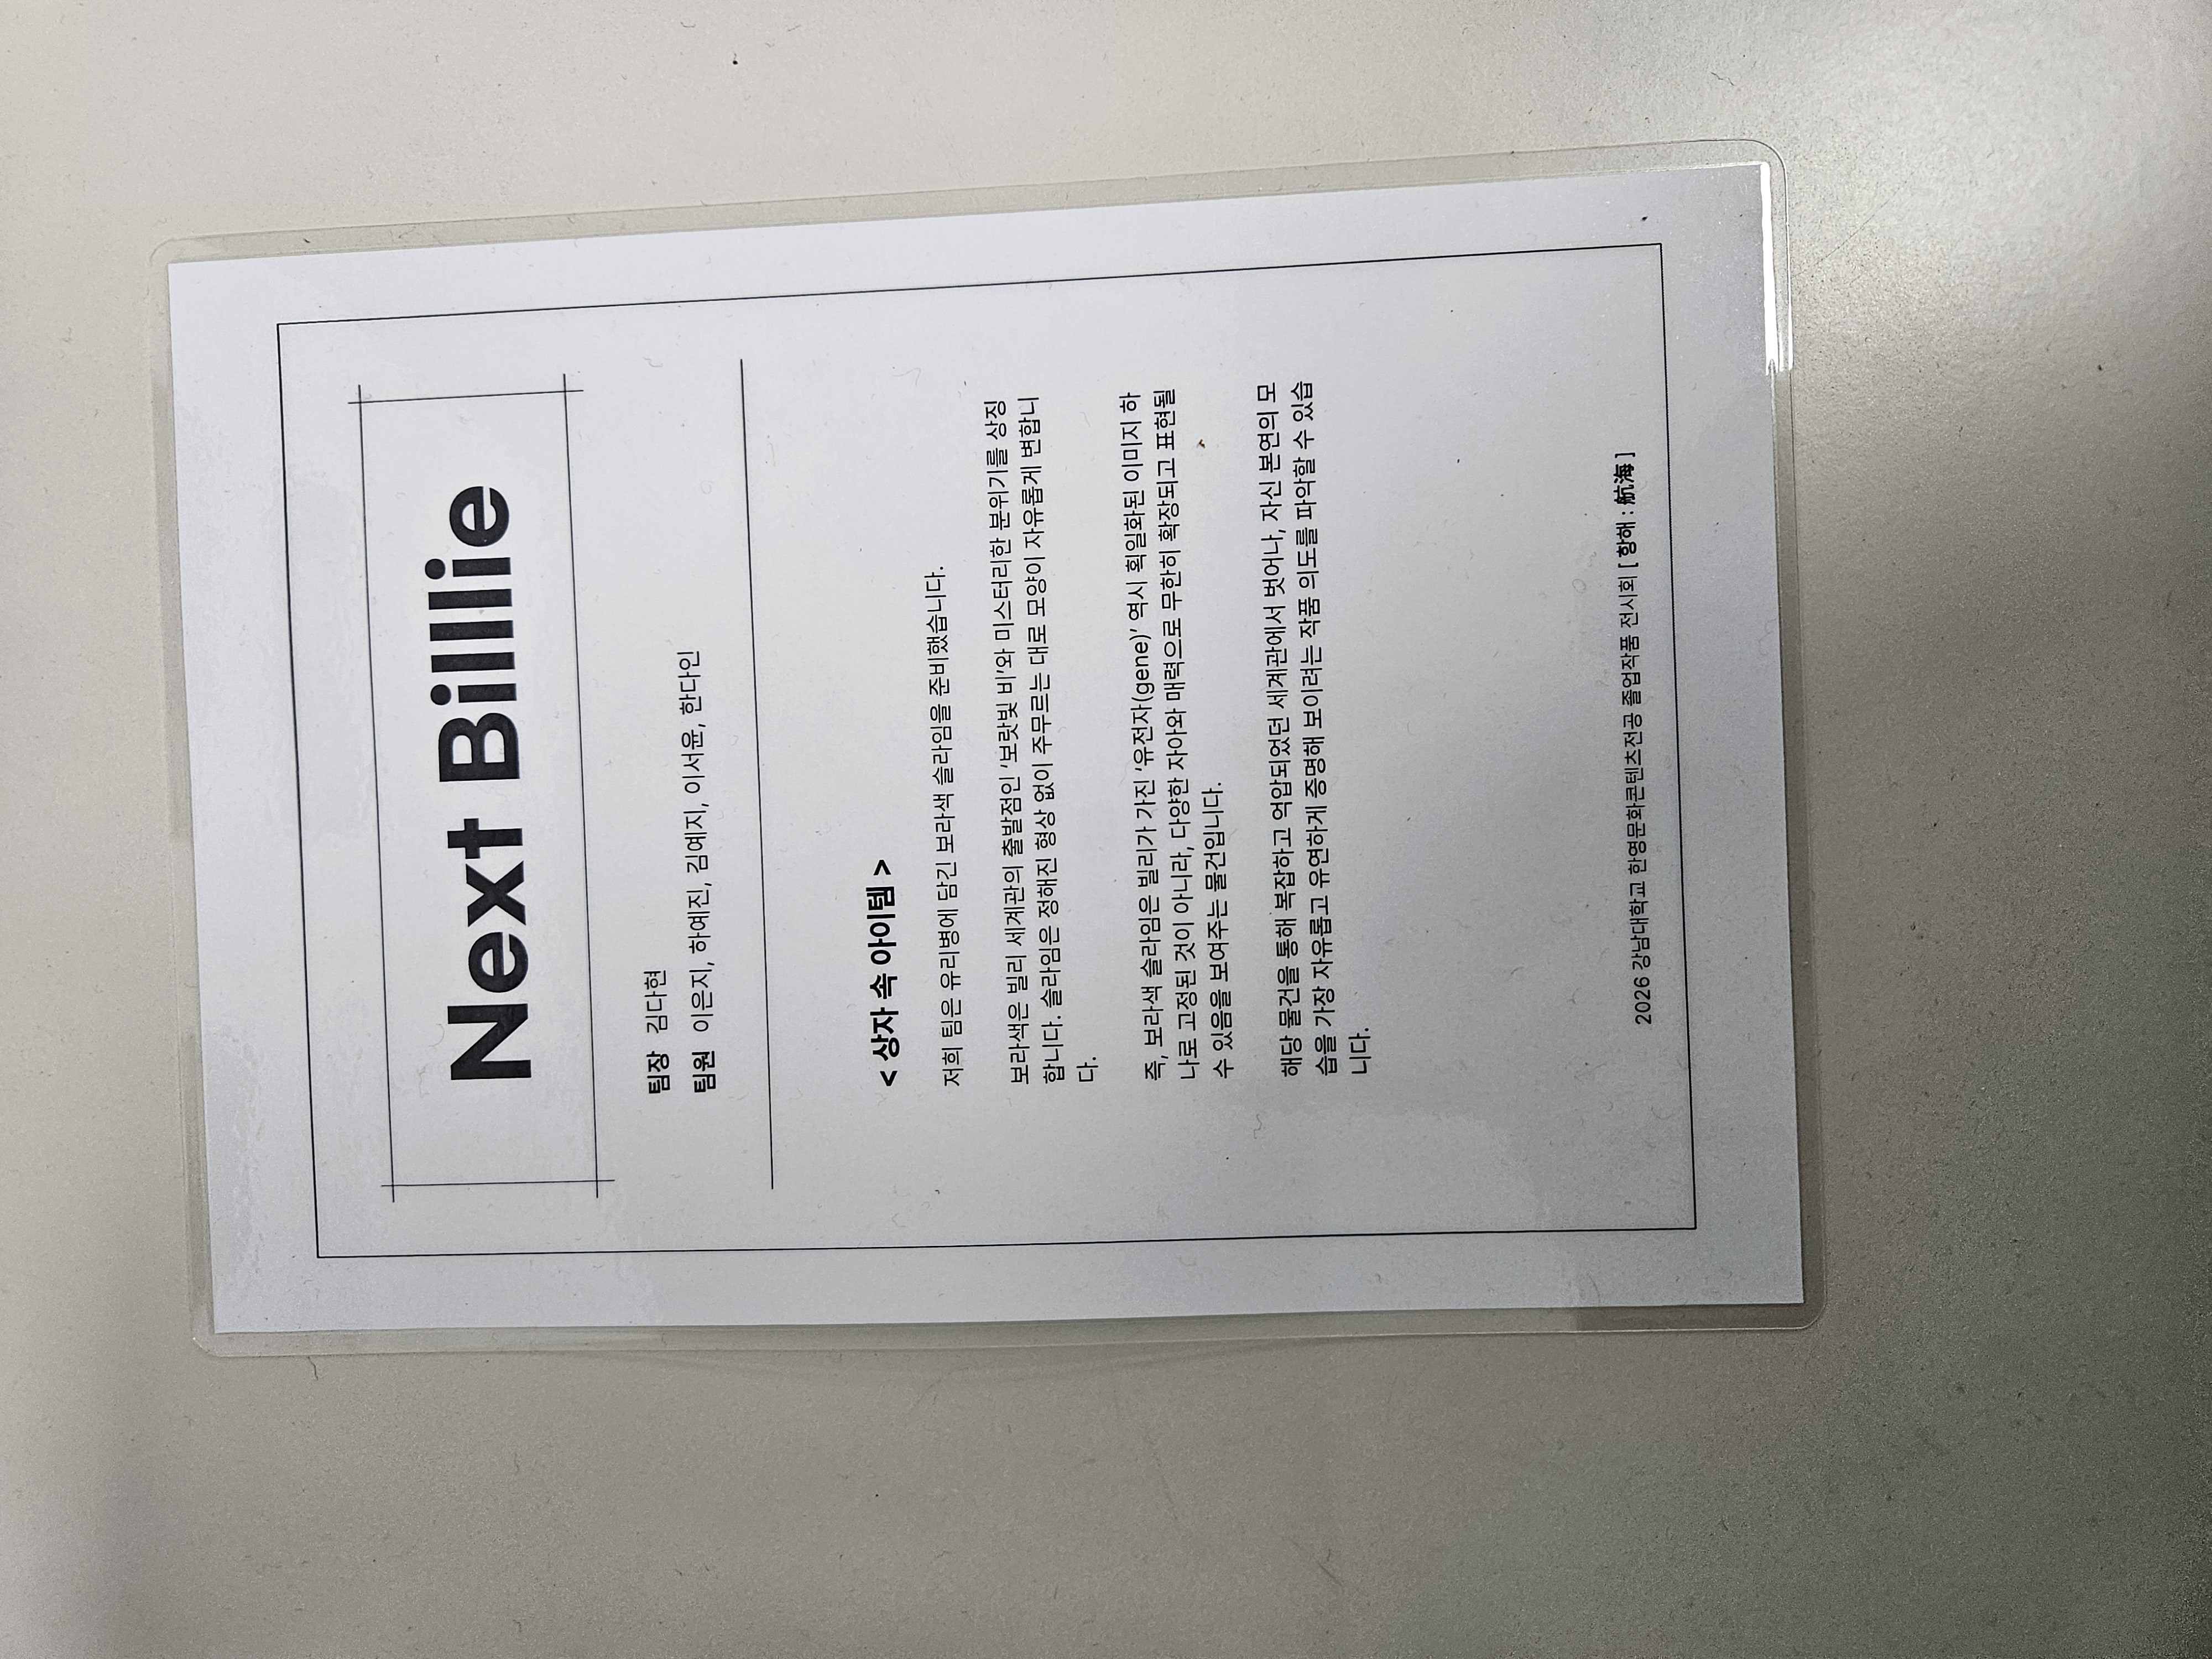 Next Billlie
팀장 김다현
팀원 이은지, 하예진, 김예지, 이서윤, 한다인
< 상자 속 아이템 >
저희 팀은 유리병에 담긴 보라색 슬라임을 준비했습니다.
보라색은 빌리 세계관의 출발점인 ‘보랏빛 비’와 미스터리한 분위기를 상징
합니다. 슬라임은 정해진 형상 없이 주무르는 대로 모양이 자유롭게 변합니
다.
즉, 보라색 슬라임은 빌리가 가진 ‘유전자(gene)’ 역시 획일화된 이미지 하
나로 고정된 것이 아니라, 다양한 자아와 매력으로 무한히 확장되고 표현될
수 있음을 보여주는 물건입니다.
해당 물건을 통해 복잡하고 억압되었던 세계관에서 벗어나, 자신 본연의 모
습을 가장 자유롭고 유연하게 증명해 보이려는 작품 의도를 파악할 수 있습
니다.
2026 강남대학교 한영문화콘텐츠전공 졸업작품 전시회 [ 항해 : 航海 ]